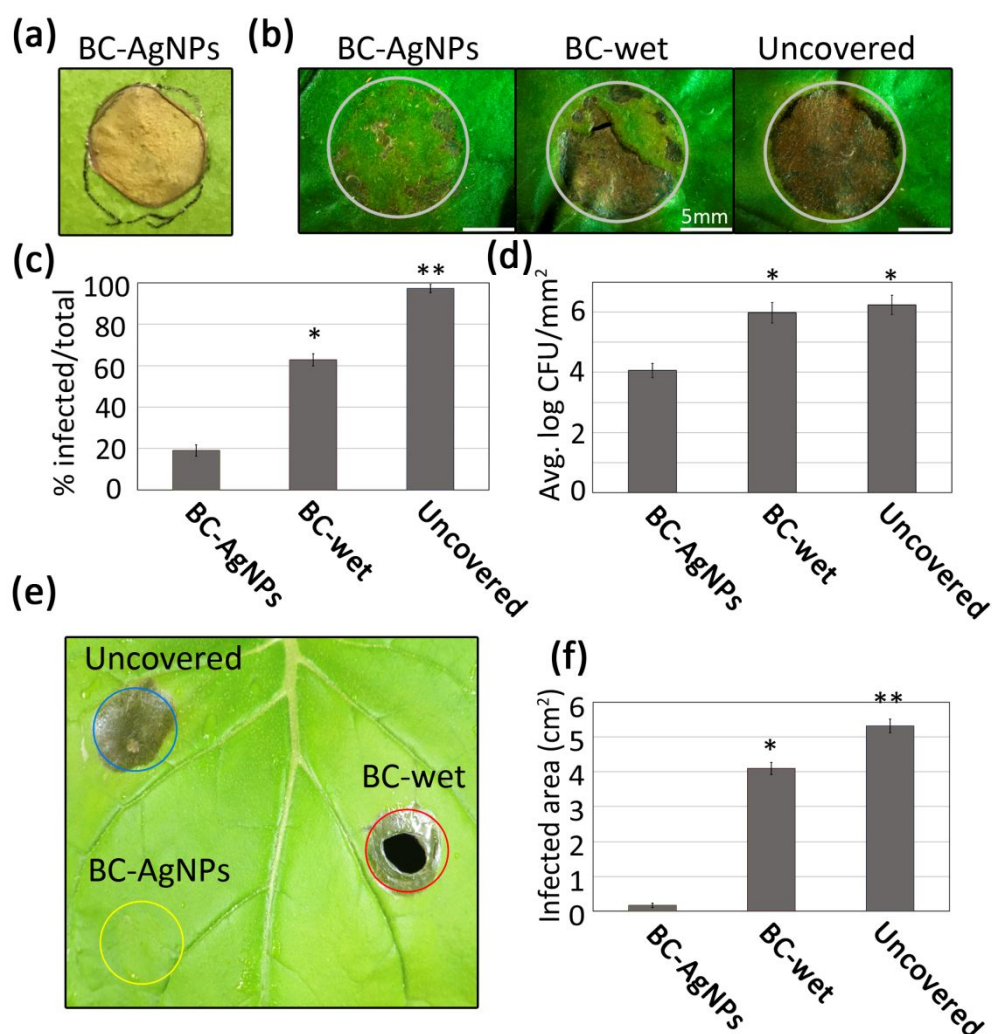 (a)
BC-AgNPs
(b)
BC-AgNPs
BC-wet
Uncovered
5mm
(c)
% infected/total
100
80
60
40
20
0
*
**
BC-AgNPs
BC-wet
Uncovered
(d)
Avg. log CFU/mm²
6
4
2
0
*
*
BC-AgNPs
BC-wet
Uncovered
(e)
Uncovered
BC-wet
BC-AgNPs
(f)
Infected area (cm²)
6
5
4
3
2
1
0
*
**
BC-AgNPs
BC-wet
Uncovered